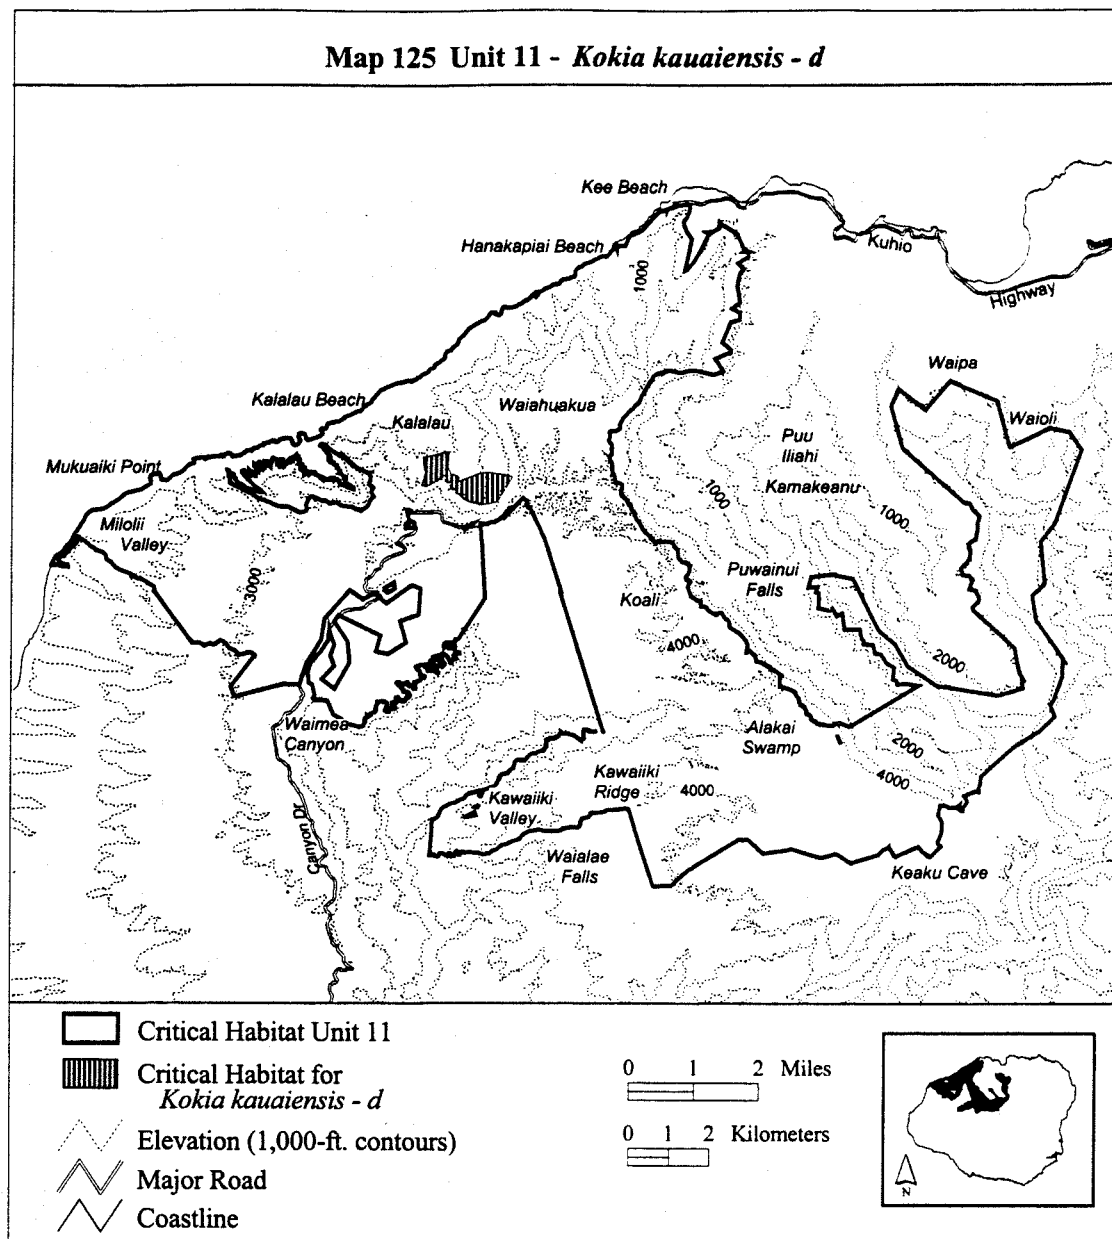 Map 125 Unit 11 - Kokia kauaiensis - d
Kee Beach
Hanakapiai Beach
Kuhio
Highway
1000
Waipa
Kalalau Beach
Waiahuakua
Kalalau
Waioli
Puu
Iliahi
Mukuaiki Point
Kamakeanu
1000
1000
Milolii
Valley
3000
Puwainui
Falls
Koali
4000
2000
Waimea
Canyon
Alakai
Swamp
2000
4000
Kawaiiki
Ridge
4000
Kawaiiki
Valley
Canyon Dr
Waialae
Falls
Keaku Cave
Critical Habitat Unit 11
Critical Habitat for
Kokia kauaiensis - d
Elevation (1,000-ft. contours)
Major Road
Coastline
0 1 2 Miles
0 1 2 Kilometers
N